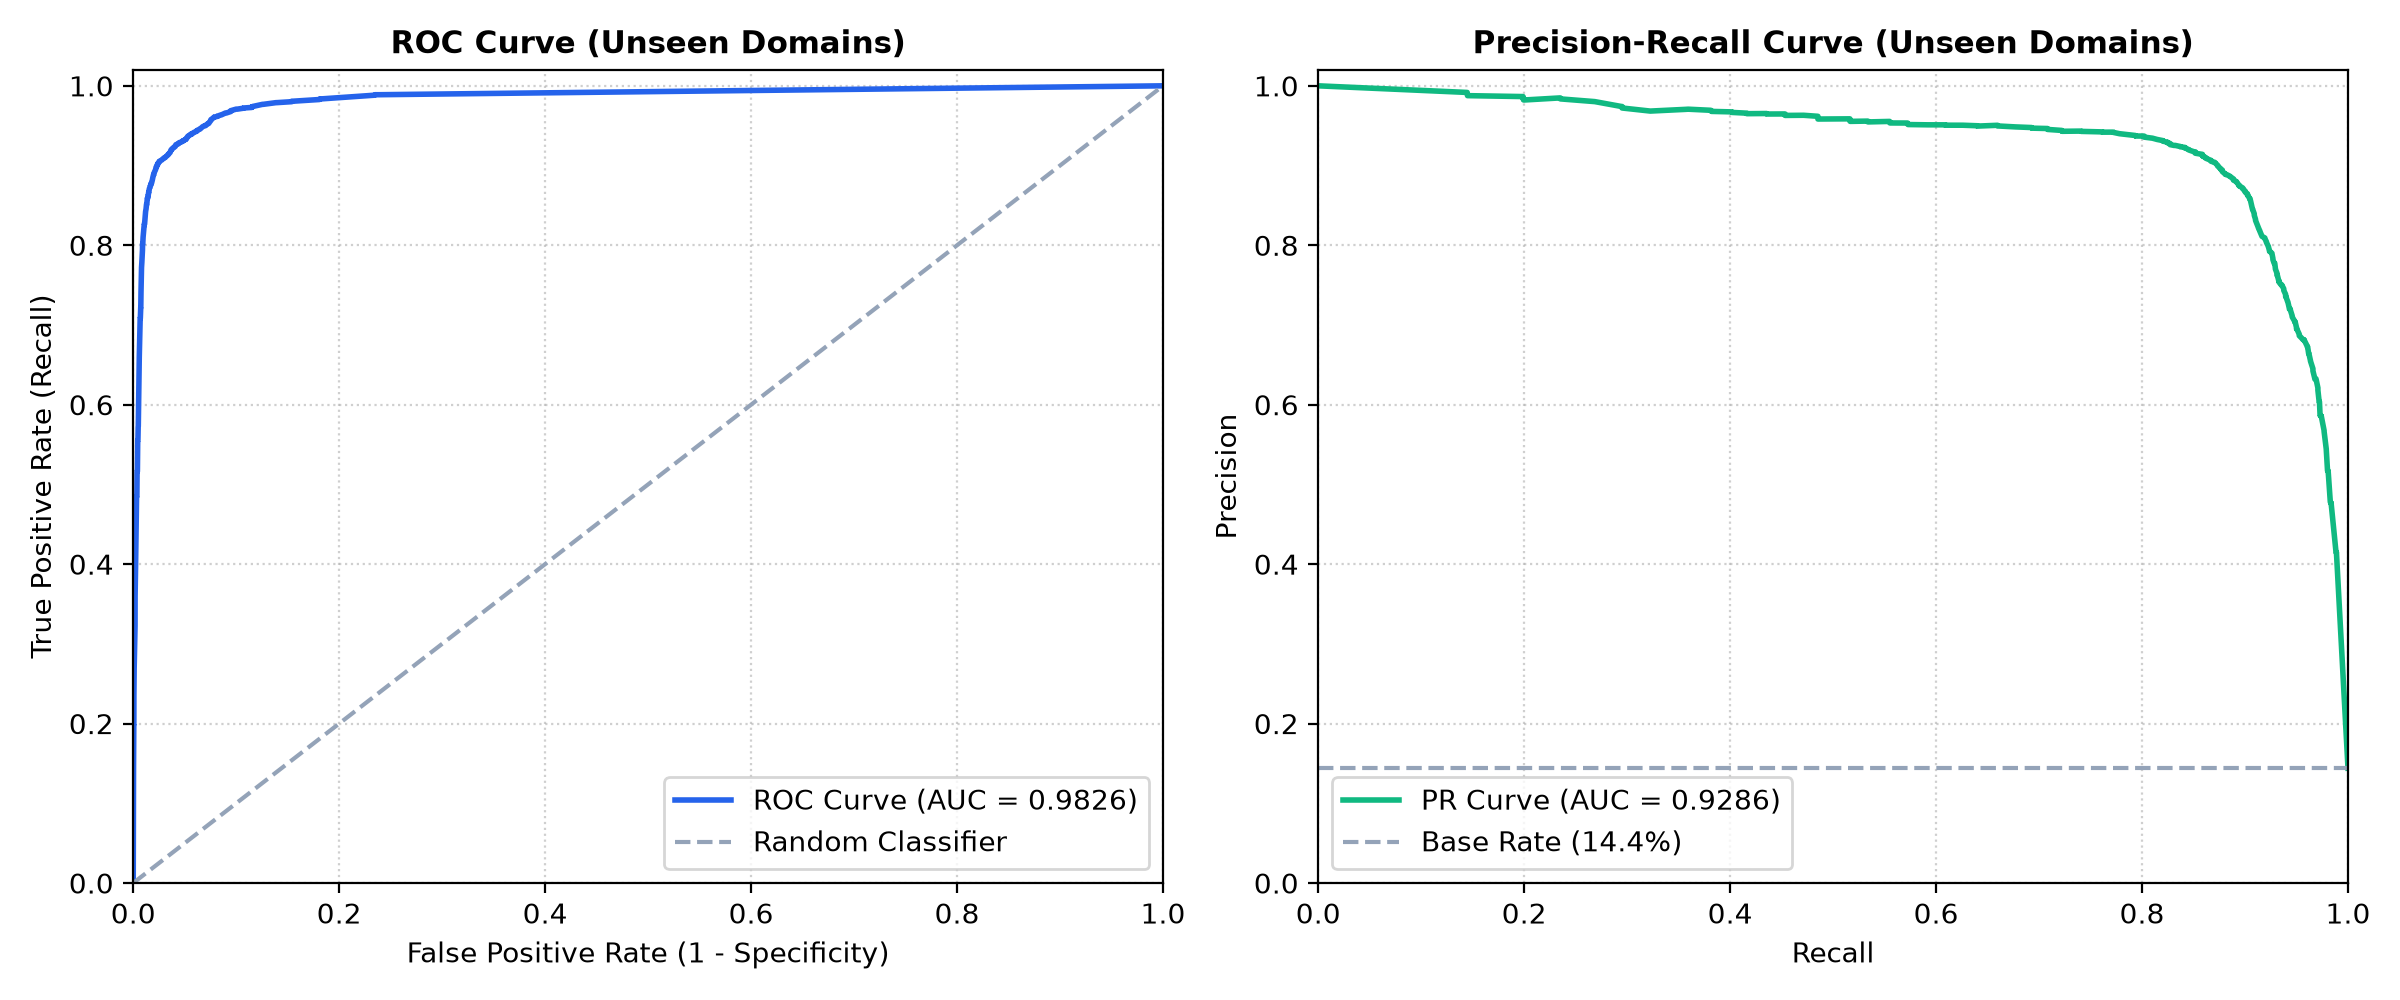 ROC Curve (Unseen Domains)
True Positive Rate (Recall)
1.0
0.8
0.6
0.4
0.2
0.0
ROC Curve (AUC = 0.9826)
Random Classifier
0.0 0.2 0.4 0.6 0.8 1.0
False Positive Rate (1 - Specificity)
Precision-Recall Curve (Unseen Domains)
Precision
1.0
0.8
0.6
0.4
0.2
0.0
PR Curve (AUC = 0.9286)
Base Rate (14.4%)
0.0 0.2 0.4 0.6 0.8 1.0
Recall